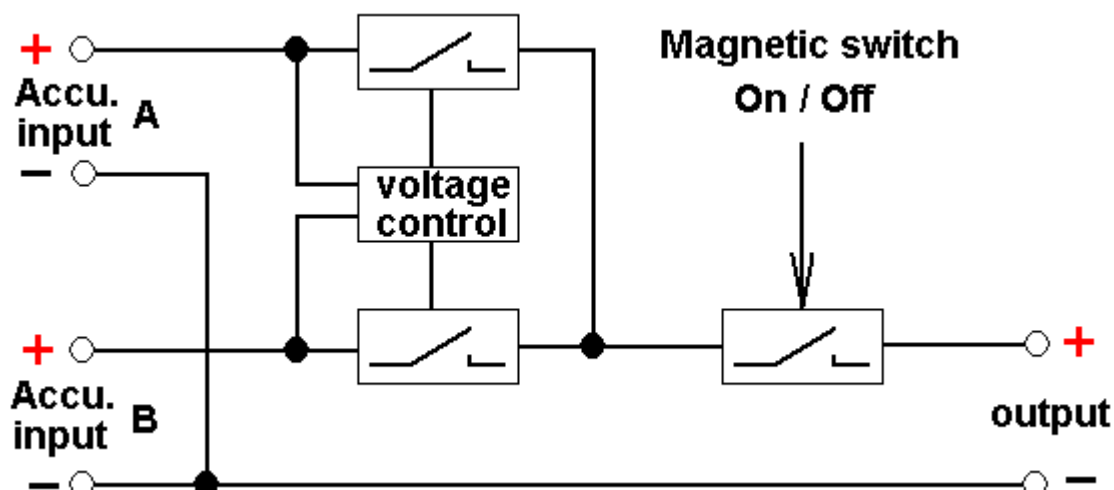 +
Accu.
input A
−
voltage
control
Magnetic switch
On / Off
+
Accu.
input B
−
+
output
−